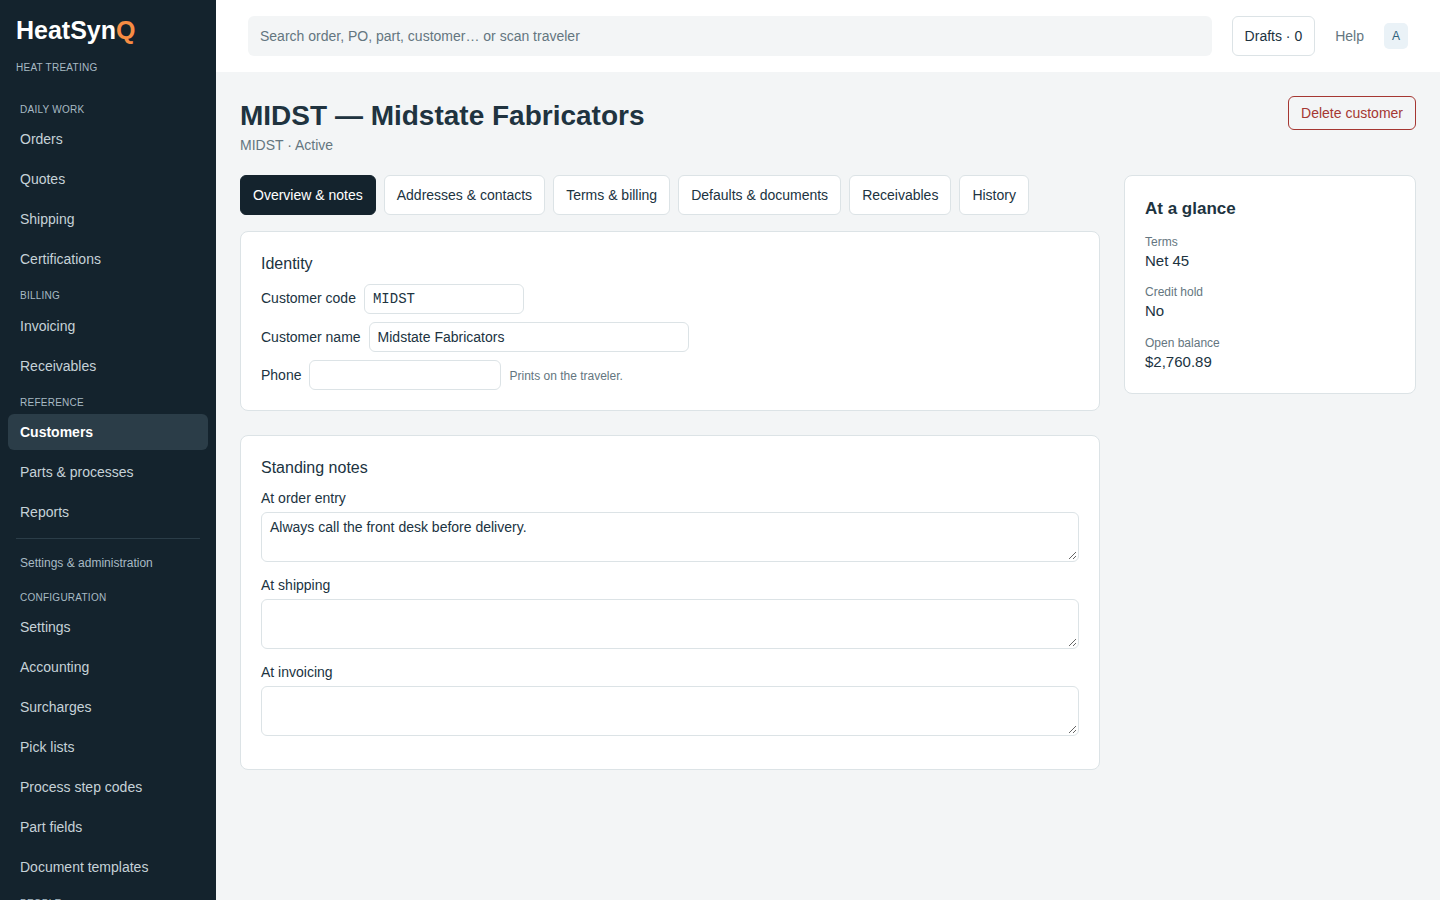 HeatSynQ
HEAT TREATING
DAILY WORK
Orders
Quotes
Shipping
Certifications
BILLING
Invoicing
Receivables
REFERENCE
Customers
Parts & processes
Reports
Settings & administration
CONFIGURATION
Settings
Accounting
Surcharges
Pick lists
Process step codes
Part fields
Document templates
Search order, PO, part, customer… or scan traveler
Drafts · 0
Help
A
MIDST — Midstate Fabricators
MIDST · Active
Delete customer
Overview & notes
Addresses & contacts
Terms & billing
Defaults & documents
Receivables
History
Identity
Customer code MIDST
Customer name Midstate Fabricators
Phone Prints on the traveler.
Standing notes
At order entry
Always call the front desk before delivery.
At shipping
At invoicing
At a glance
Terms
Net 45
Credit hold
No
Open balance
$2,760.89